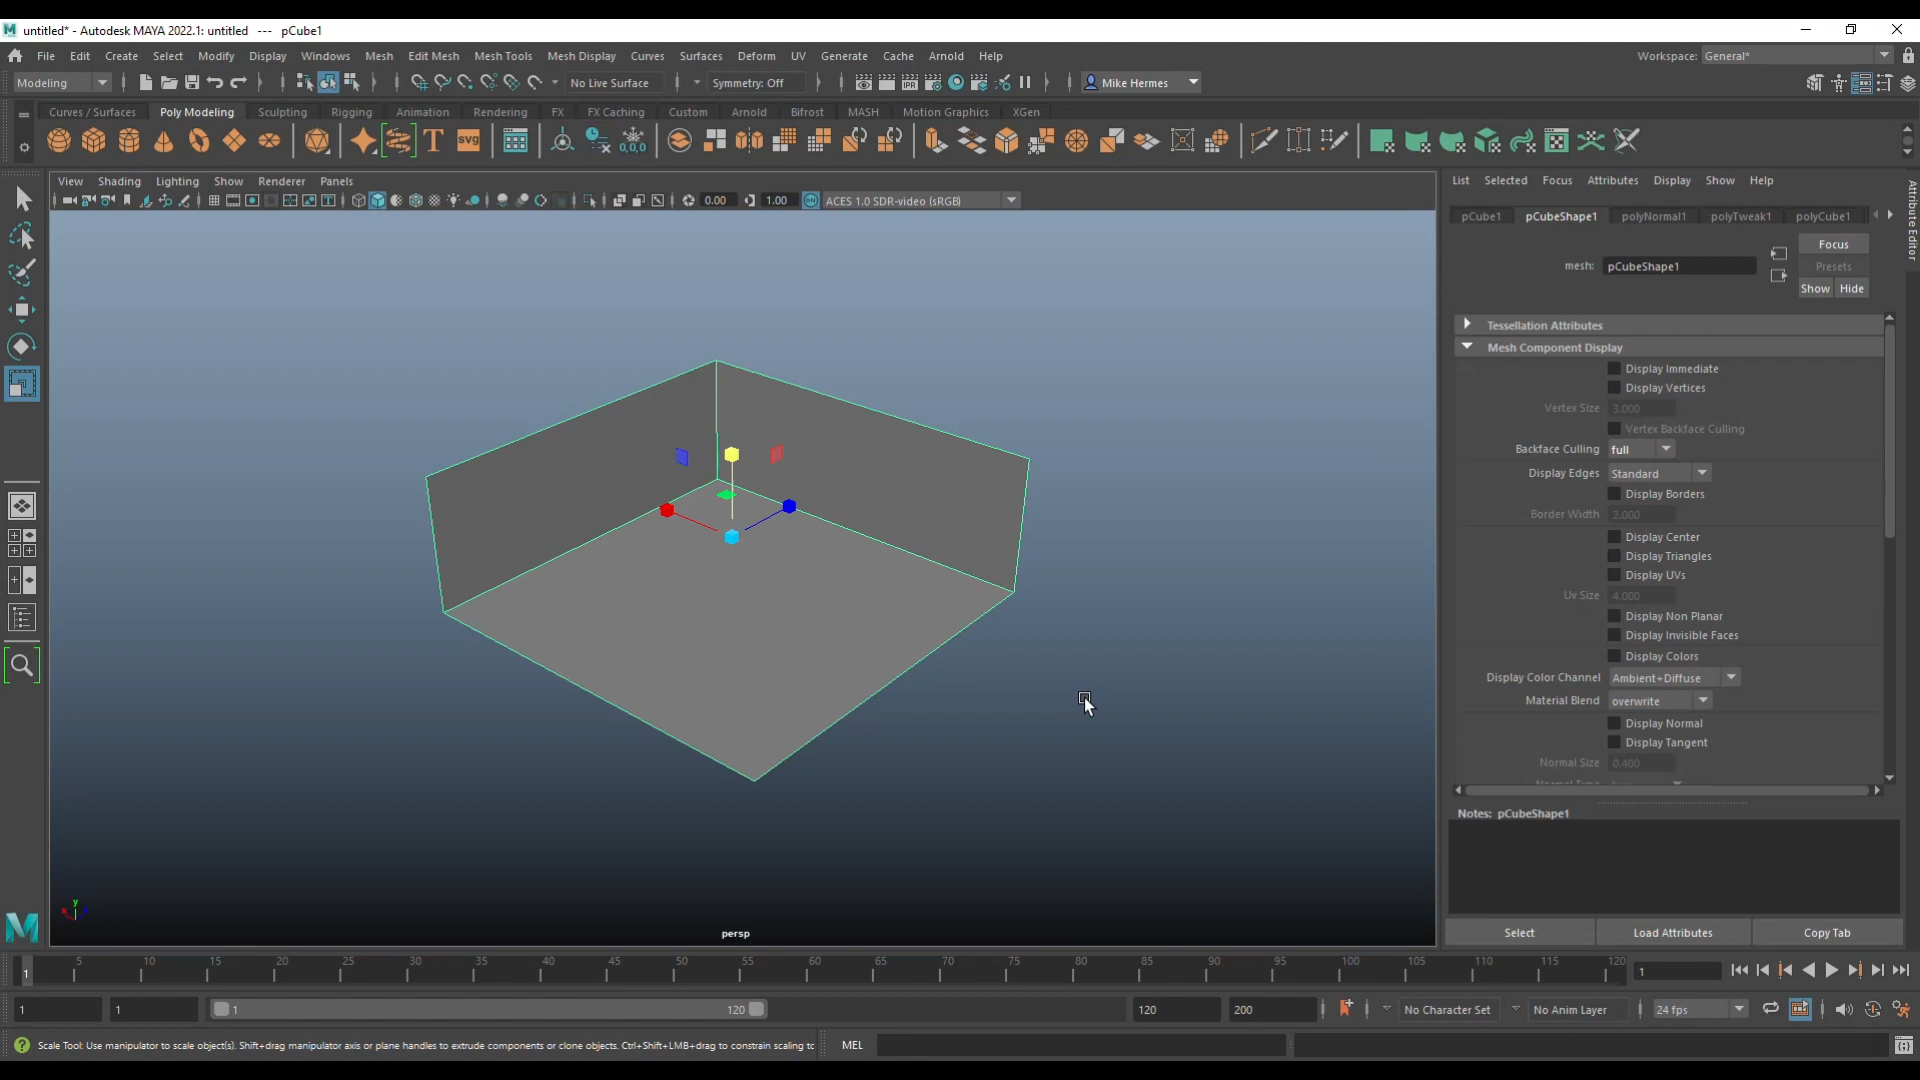 untitled* - Autodesk MAYA 2022.1: untitled --- pCube1
File Edit Create Select Modify Display Windows Mesh Edit Mesh Mesh Tools Mesh Display Curves Surfaces Deform UV Generate Cache Arnold Help Workspace: General*
Modeling No Live Surface Symmetry: Off IPR Mike Hermes
Curves / Surfaces Poly Modeling Sculpting Rigging Animation Rendering FX FX Caching Custom Arnold Bifrost MASH Motion Graphics XGen
T SVG 0,0,0
View Shading Lighting Show Renderer Panels
0.00 1.00 ACES 1.0 SDR-video (sRGB)
persp
y
List Selected Focus Attributes Display Show Help
pCube1 pCubeShape1 polyNormal1 polyTweak1 polyCube1
Attribute Editor
Focus
mesh: pCubeShape1 Presets
Show Hide
Tessellation Attributes
Mesh Component Display
Display Immediate
Display Vertices
Vertex Size 3.000
Vertex Backface Culling
Backface Culling full
Display Edges Standard
Display Borders
Border Width 2.000
Display Center
Display Triangles
Display UVs
Uv Size 4.000
Display Non Planar
Display Invisible Faces
Display Colors
Display Color Channel Ambient+Diffuse
Material Blend overwrite
Display Normal
Display Tangent
Normal Size 0.400
Notes: pCubeShape1
Select Load Attributes Copy Tab
1 5 10 15 20 25 30 35 40 45 50 55 60 65 70 75 80 85 90 95 100 105 110 115 120 1
1 1 1 120 120 200 No Character Set No Anim Layer 24 fps
Scale Tool: Use manipulator to scale object(s). Shift+drag manipulator axis or plane handles to extrude components or clone objects. Ctrl+Shift+LMB+drag to constrain scaling to MEL